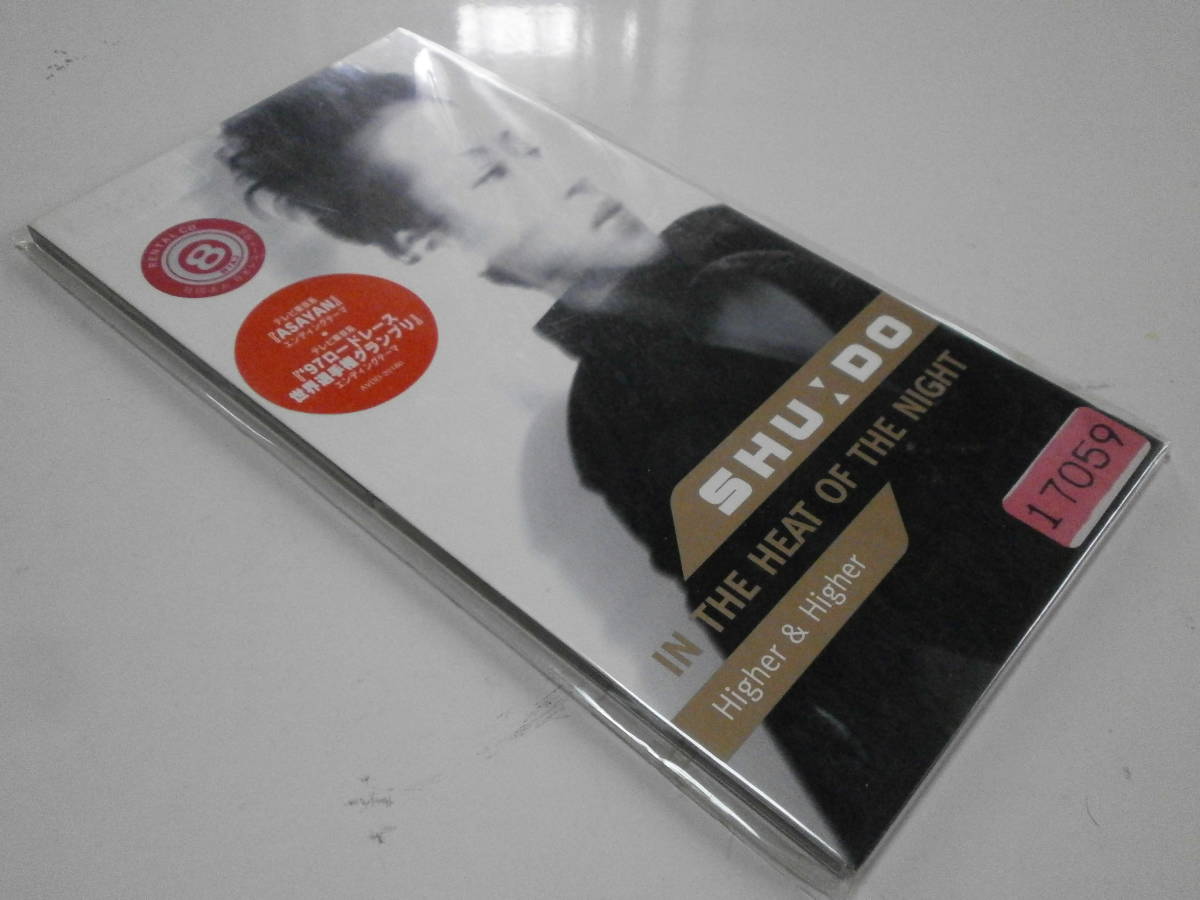 RENTAL CD
8
テレビ東京系
『ASAYAN』
エンディングテーマ
テレビ東京系
『'97ロードレース
世界選手権グランプリ』
エンディングテーマ
SHU DO
IN THE HEAT OF THE NIGHT
Higher & Higher
17059